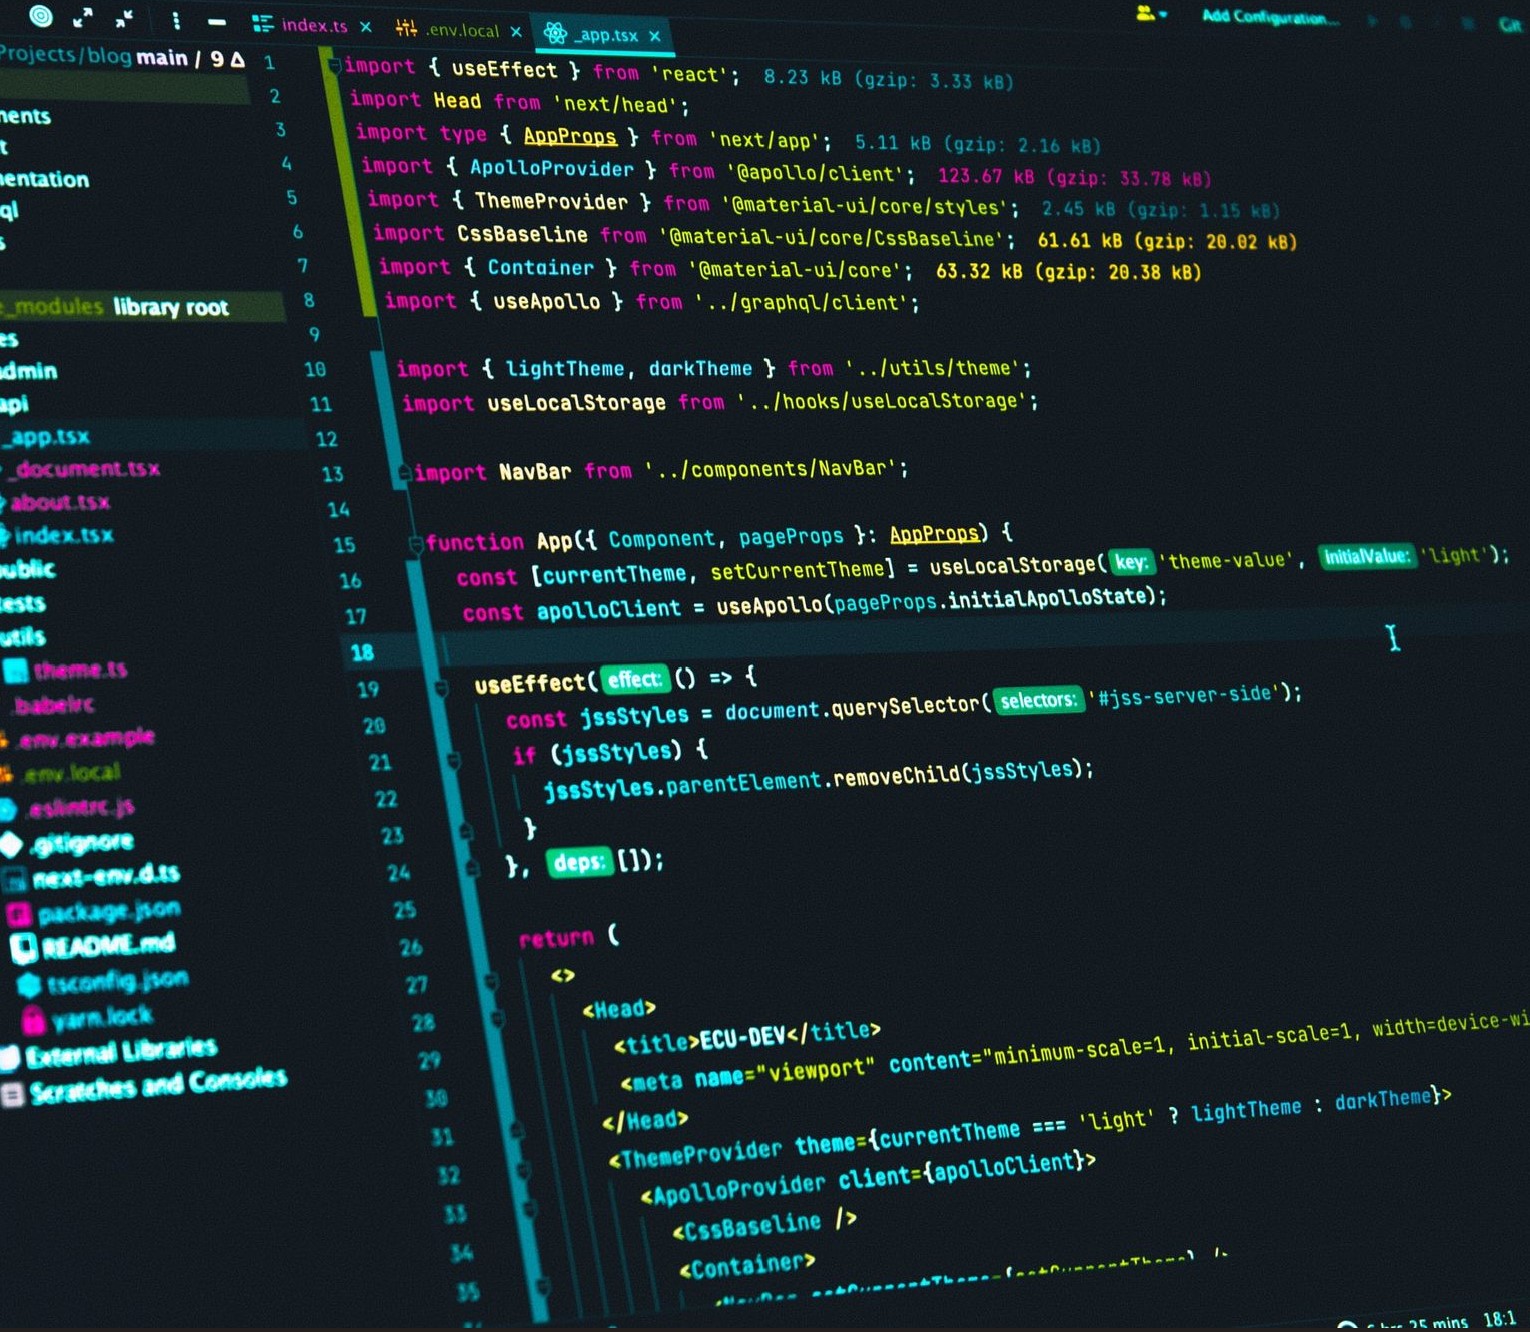 index.ts × .env.local × _app.tsx × Add Configuration... Git
Projects/blog main / 9 Δ
library root
_app.tsx
_document.tsx
about.tsx
index.tsx
theme.ts
.babelrc
.env.example
.env.local
.eslintrc.js
.gitignore
next-env.d.ts
package.json
README.md
tsconfig.json
yarn.lock
External Libraries
Scratches and Consoles
1 import { useEffect } from 'react'; 8.23 kB (gzip: 3.33 kB)
2 import Head from 'next/head';
3 import type { AppProps } from 'next/app'; 5.11 kB (gzip: 2.16 kB)
4 import { ApolloProvider } from '@apollo/client'; 123.67 kB (gzip: 33.78 kB)
5 import { ThemeProvider } from '@material-ui/core/styles'; 2.45 kB (gzip: 1.15 kB)
6 import CssBaseline from '@material-ui/core/CssBaseline'; 61.61 kB (gzip: 20.02 kB)
7 import { Container } from '@material-ui/core'; 63.32 kB (gzip: 20.38 kB)
8 import { useApollo } from '../graphql/client';
9
10 import { lightTheme, darkTheme } from '../utils/theme';
11 import useLocalStorage from '../hooks/useLocalStorage';
12
13 import NavBar from '../components/NavBar';
14
15 function App({ Component, pageProps }: AppProps) {
16 const [currentTheme, setCurrentTheme] = useLocalStorage( key: 'theme-value', initialValue: 'light');
17 const apolloClient = useApollo(pageProps.initialApolloState);
18
19 useEffect( effect: () => {
20 const jssStyles = document.querySelector( selectors: '#jss-server-side');
21 if (jssStyles) {
22 jssStyles.parentElement.removeChild(jssStyles);
23 }
24 }, deps: []);
25
26 return (
27 <>
28 <Head>
29 <title>ECU-DEV</title>
30 <meta name="viewport" content="minimum-scale=1, initial-scale=1, width=device-wi
31 </Head>
32 <ThemeProvider theme={currentTheme === 'light' ? lightTheme : darkTheme}>
33 <ApolloProvider client={apolloClient}>
34 <CssBaseline />
35 <Container>
25 mins 18:1